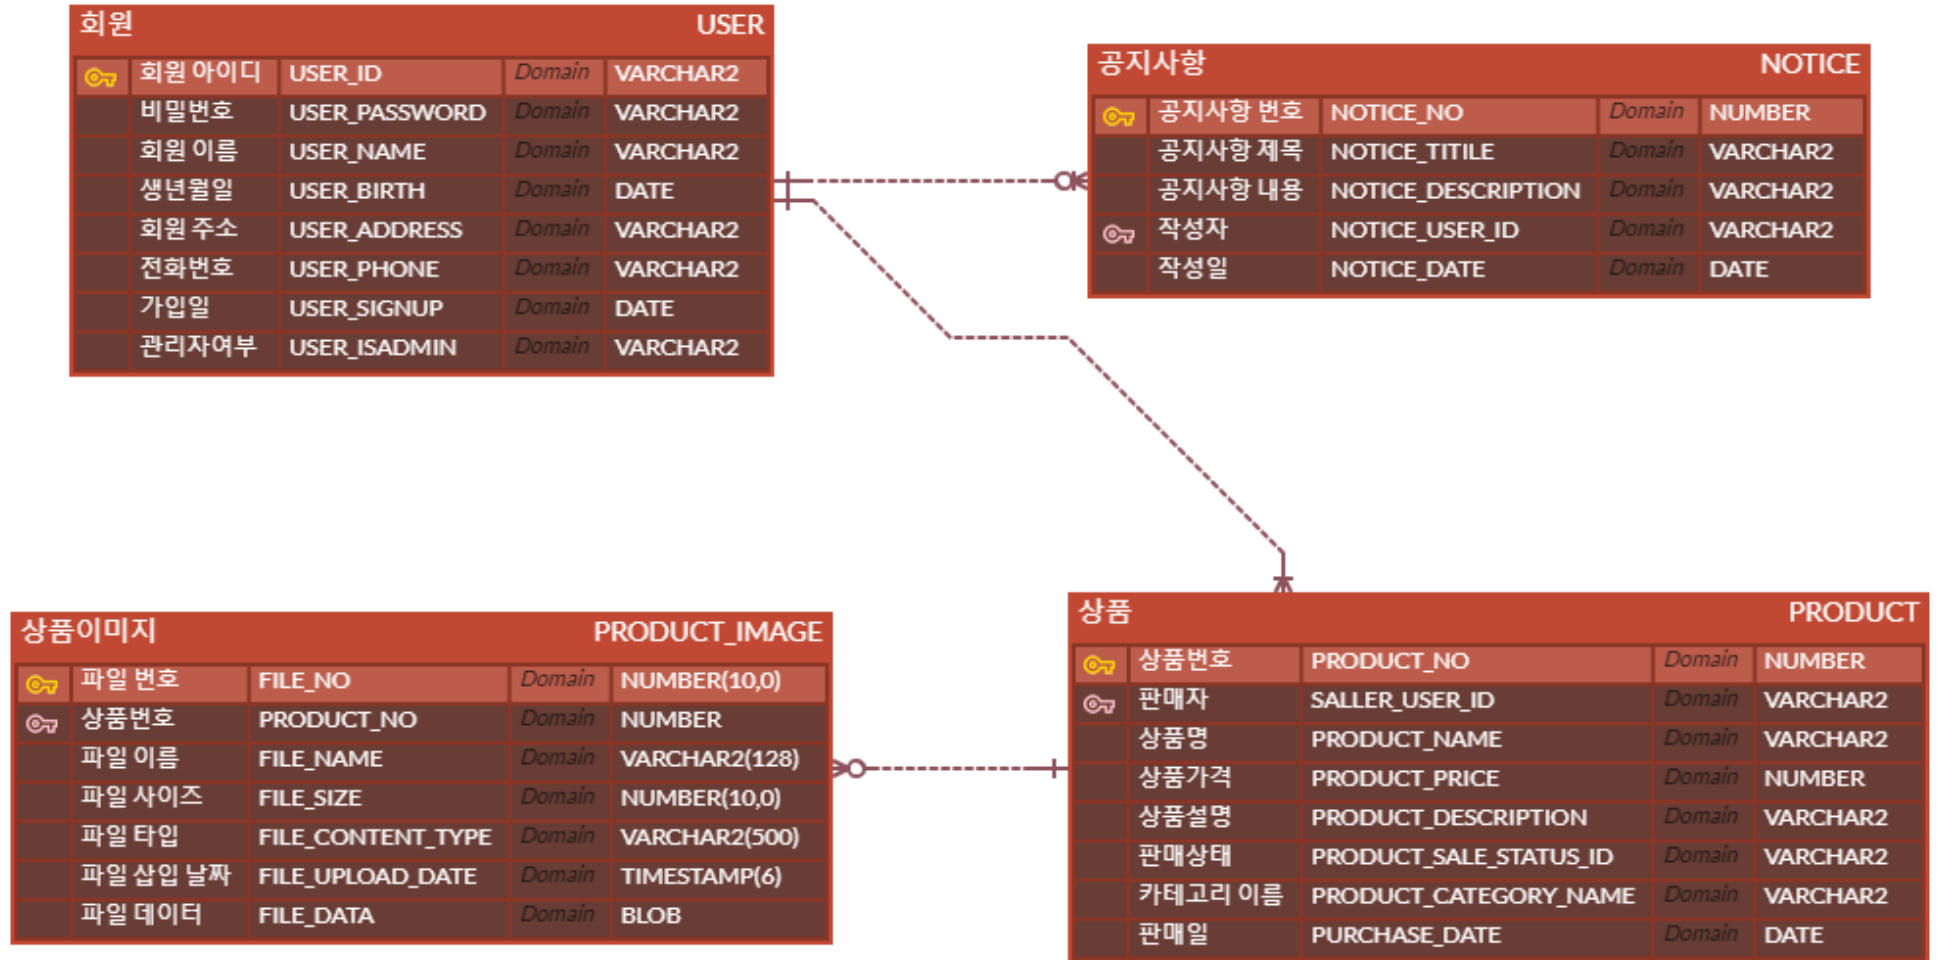 회원 USER
회원 아이디 USER_ID Domain VARCHAR2
비밀번호 USER_PASSWORD Domain VARCHAR2
회원 이름 USER_NAME Domain VARCHAR2
생년월일 USER_BIRTH Domain DATE
회원 주소 USER_ADDRESS Domain VARCHAR2
전화번호 USER_PHONE Domain VARCHAR2
가입일 USER_SIGNUP Domain DATE
관리자여부 USER_ISADMIN Domain VARCHAR2
공지사항 NOTICE
공지사항 번호 NOTICE_NO Domain NUMBER
공지사항 제목 NOTICE_TITILE Domain VARCHAR2
공지사항 내용 NOTICE_DESCRIPTION Domain VARCHAR2
작성자 NOTICE_USER_ID Domain VARCHAR2
작성일 NOTICE_DATE Domain DATE
상품이미지 PRODUCT_IMAGE
파일 번호 FILE_NO Domain NUMBER(10,0)
상품번호 PRODUCT_NO Domain NUMBER
파일 이름 FILE_NAME Domain VARCHAR2(128)
파일 사이즈 FILE_SIZE Domain NUMBER(10,0)
파일 타입 FILE_CONTENT_TYPE Domain VARCHAR2(500)
파일 삽입 날짜 FILE_UPLOAD_DATE Domain TIMESTAMP(6)
파일 데이터 FILE_DATA Domain BLOB
상품 PRODUCT
상품번호 PRODUCT_NO Domain NUMBER
판매자 SALLER_USER_ID Domain VARCHAR2
상품명 PRODUCT_NAME Domain VARCHAR2
상품가격 PRODUCT_PRICE Domain NUMBER
상품설명 PRODUCT_DESCRIPTION Domain VARCHAR2
판매상태 PRODUCT_SALE_STATUS_ID Domain VARCHAR2
카테고리 이름 PRODUCT_CATEGORY_NAME Domain VARCHAR2
판매일 PURCHASE_DATE Domain DATE